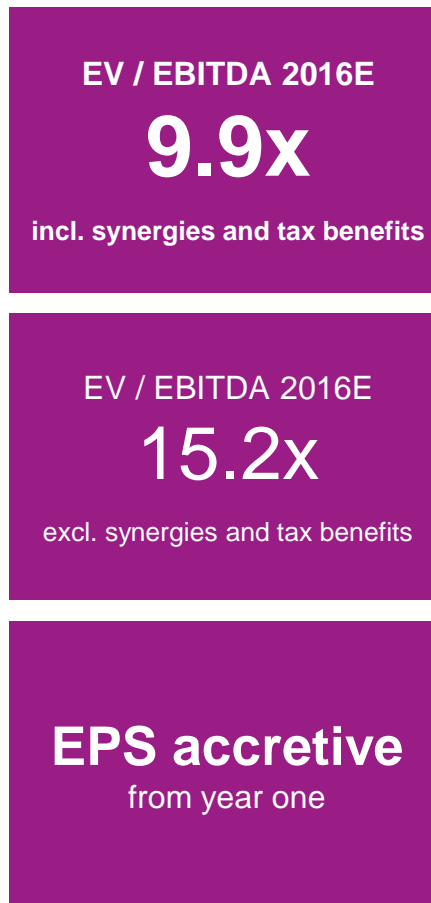 EV / EBITDA 2016E
9.9x
incl. synergies and tax benefits
EV / EBITDA 2016E
15.2x
excl. synergies and tax benefits
EPS accretive
from year one